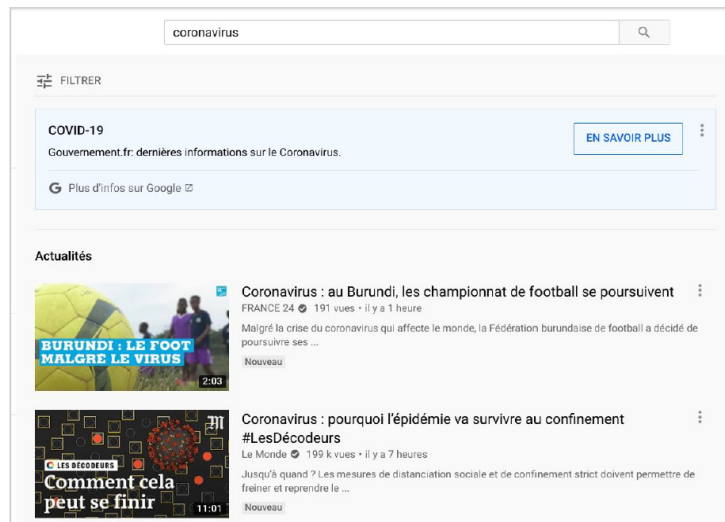 coronavirus
FILTRER
COVID-19
EN SAVOIR PLUS
Gouvernement.fr: dernières informations sur le Coronavirus.
Plus d'infos sur Google
Actualités
BURUNDI : LE FOOT
MALGRÉ LE VIRUS
2:03
Coronavirus : au Burundi, les championnat de football se poursuivent
FRANCE 24 191 vues • il y a 1 heure
Malgré la crise du coronavirus qui affecte le monde, la Fédération burundaise de football a décidé de
poursuivre ses ...
Nouveau
M
LES DÉCODEURS
Comment cela
peut se finir
11:01
Coronavirus : pourquoi l'épidémie va survivre au confinement
#LesDécodeurs
Le Monde 199 k vues • il y a 7 heures
Jusqu'à quand ? Les mesures de distanciation sociale et de confinement strict doivent permettre de
freiner et reprendre le ...
Nouveau